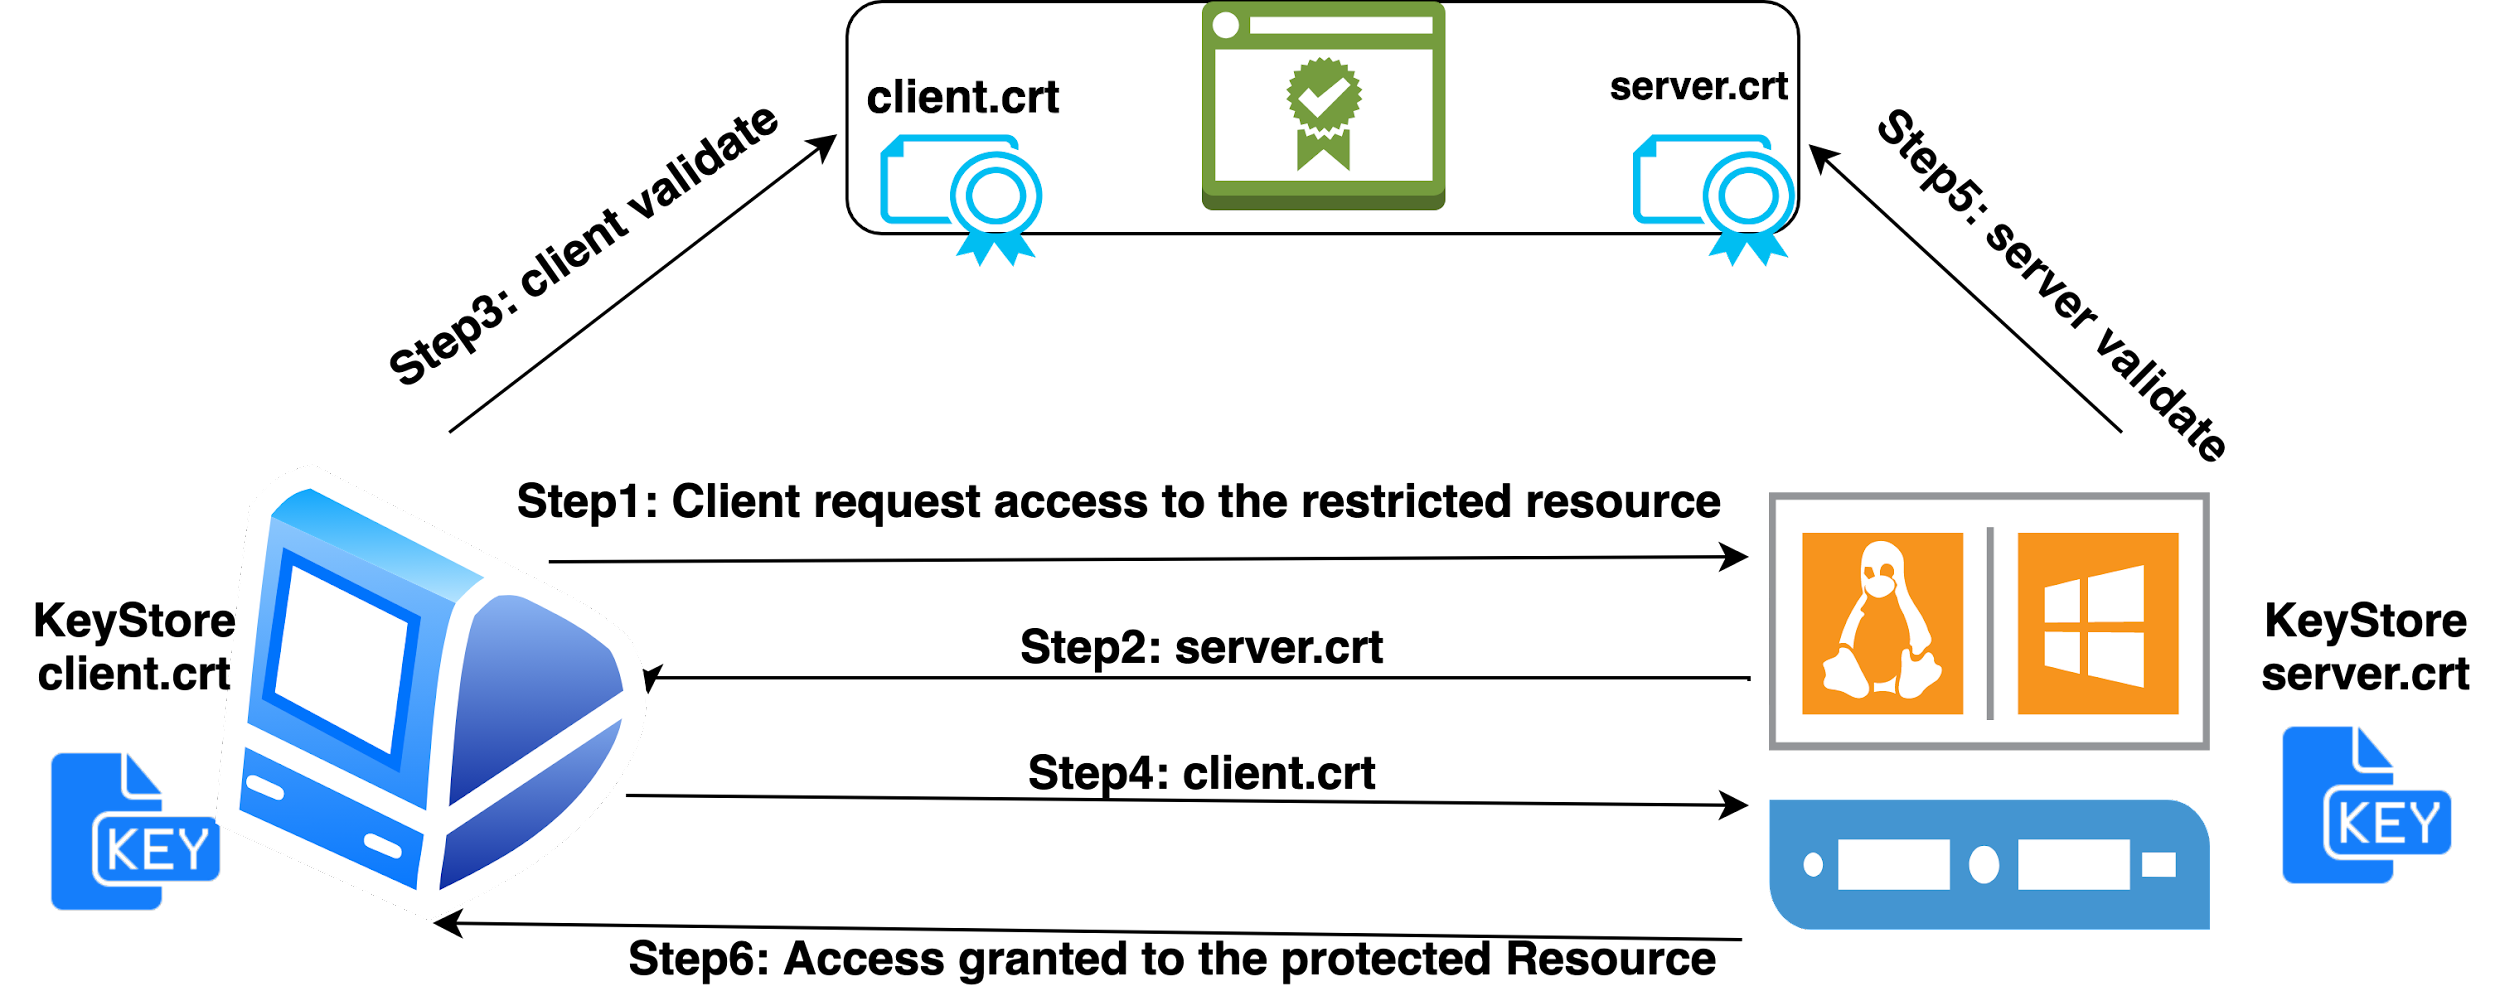 client.crt
server.crt
Step3: client validate
Step5: server validate
Step1: Client request access to the restricted resource
KeyStore
client.crt
KEY
Step2: server.crt
Step4: client.crt
KeyStore
server.crt
KEY
Step6: Access granted to the protected Resource